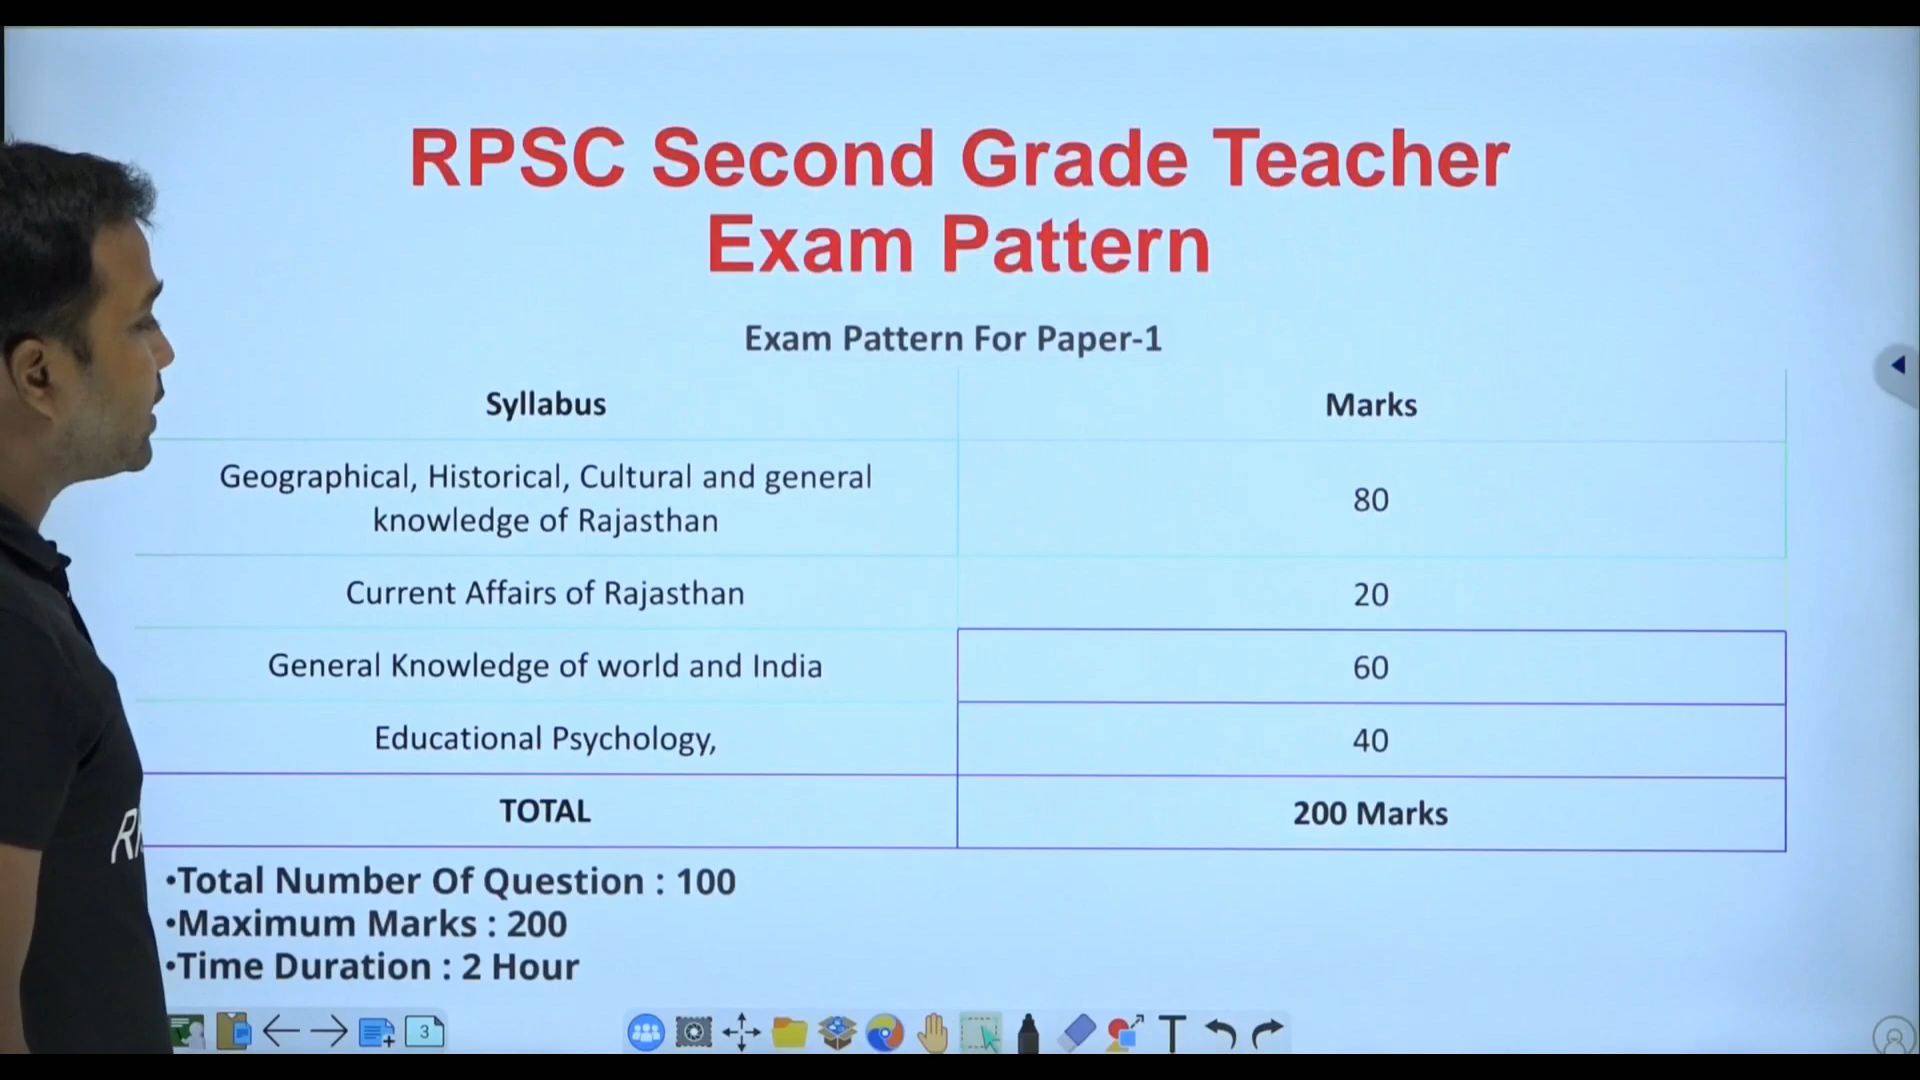 RPSC Second Grade Teacher
Exam Pattern
Exam Pattern For Paper-1
Syllabus
Marks
Geographical, Historical, Cultural and general
knowledge of Rajasthan
80
Current Affairs of Rajasthan
20
General Knowledge of world and India
60
Educational Psychology,
40
TOTAL
200 Marks
•Total Number Of Question : 100
•Maximum Marks : 200
•Time Duration : 2 Hour
3
T